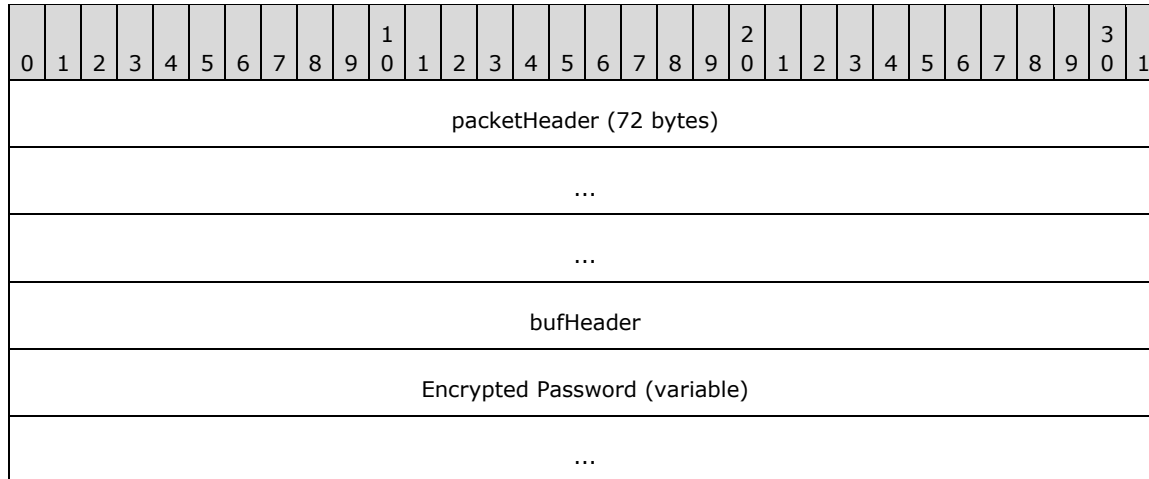 1 2 3
0 1 2 3 4 5 6 7 8 9 0 1 2 3 4 5 6 7 8 9 0 1 2 3 4 5 6 7 8 9 0 1
packetHeader (72 bytes)
...
...
bufHeader
Encrypted Password (variable)
...